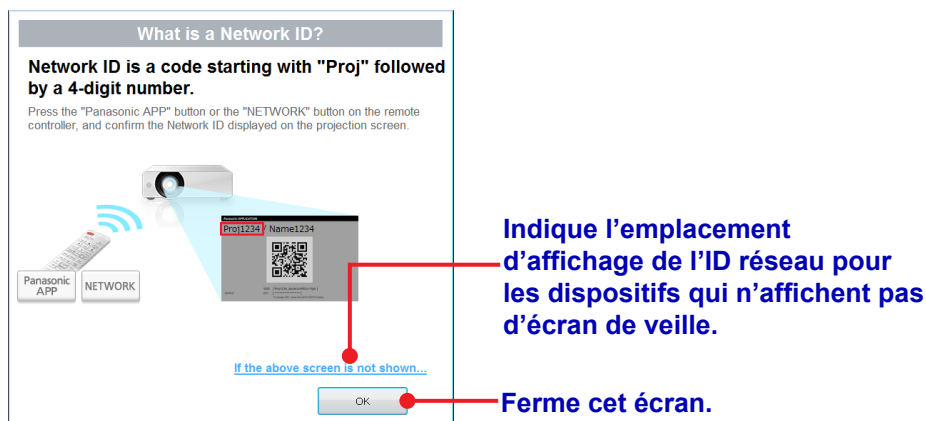 What is a Network ID?
Network ID is a code starting with "Proj" followed
by a 4-digit number.
Press the "Panasonic APP" button or the "NETWORK" button on the remote
controller, and confirm the Network ID displayed on the projection screen.
Panasonic APPLICATION
Proj1234 / Name1234
Panasonic
APP
NETWORK
Indique l’emplacement
d’affichage de l’ID réseau pour
les dispositifs qui n’affichent pas
d’écran de veille.
If the above screen is not shown...
OK
Ferme cet écran.